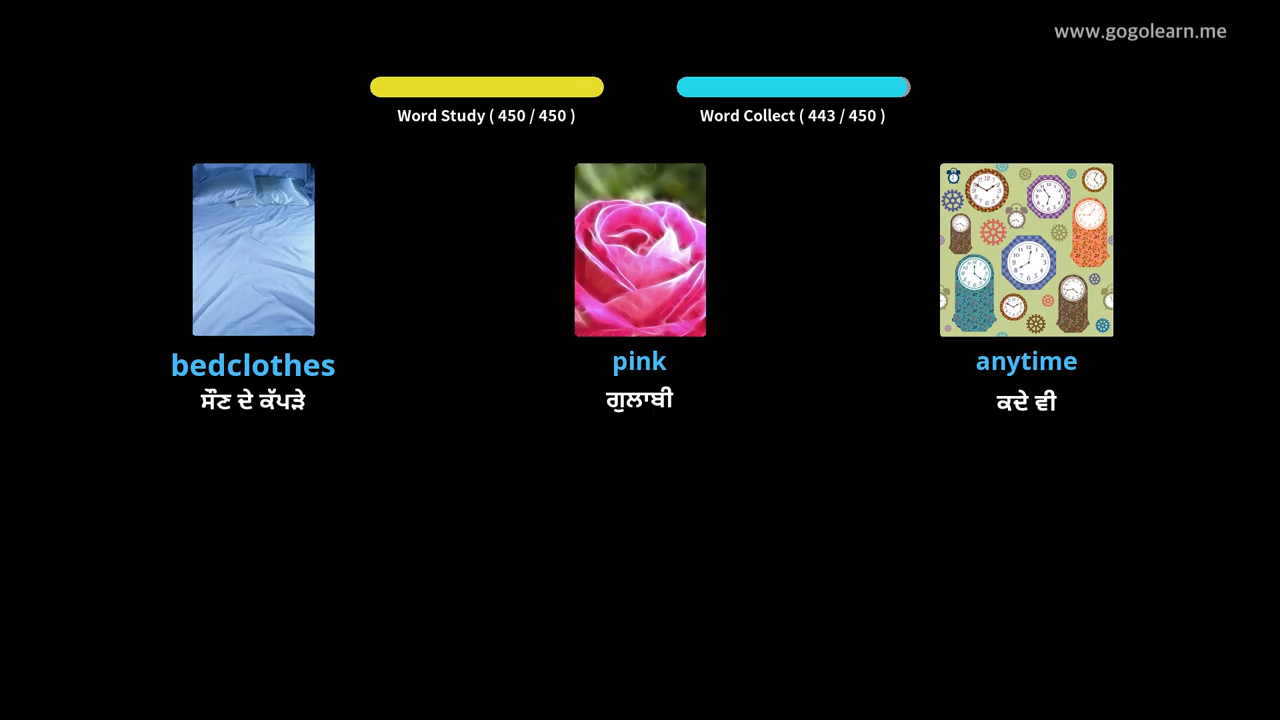 www.gogolearn.me
Word Study ( 450 / 450 )
Word Collect ( 443 / 450 )
bedclothes
pink
anytime
ਸੌਣ ਦੇ ਕੱਪੜੇ
ਗੁਲਾਬੀ
ਕਦੇ ਵੀ